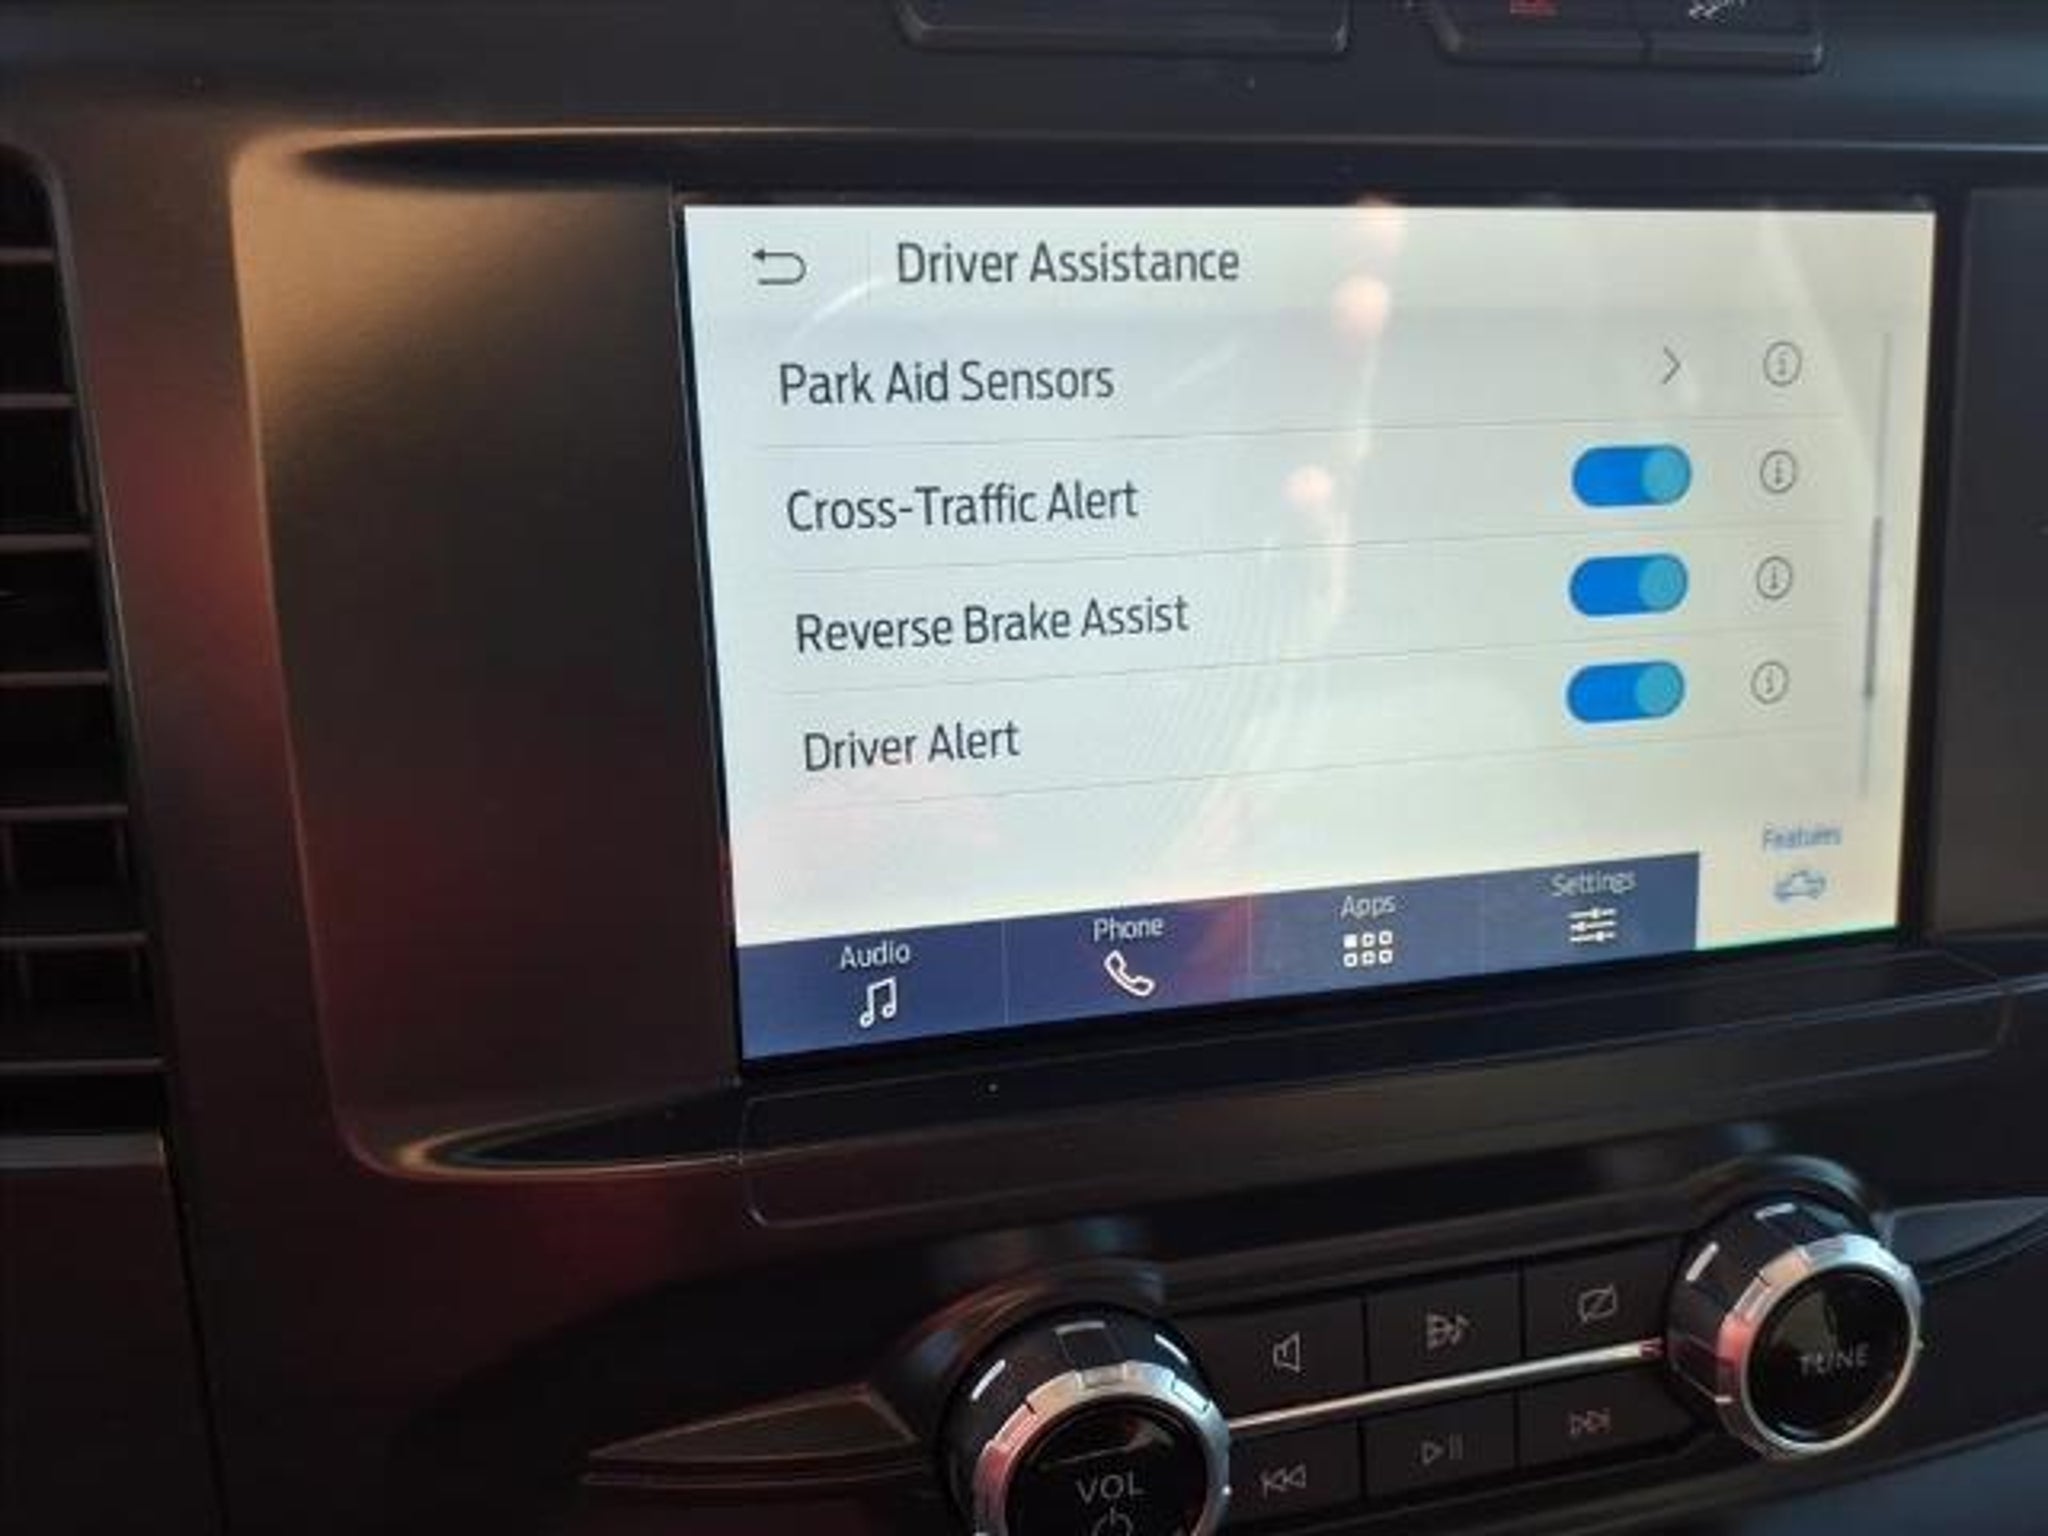 Driver Assistance
Park Aid Sensors
Cross-Traffic Alert
Reverse Brake Assist
Driver Alert
Features
Audio
Phone
Apps
Settings
TUNE
VOL